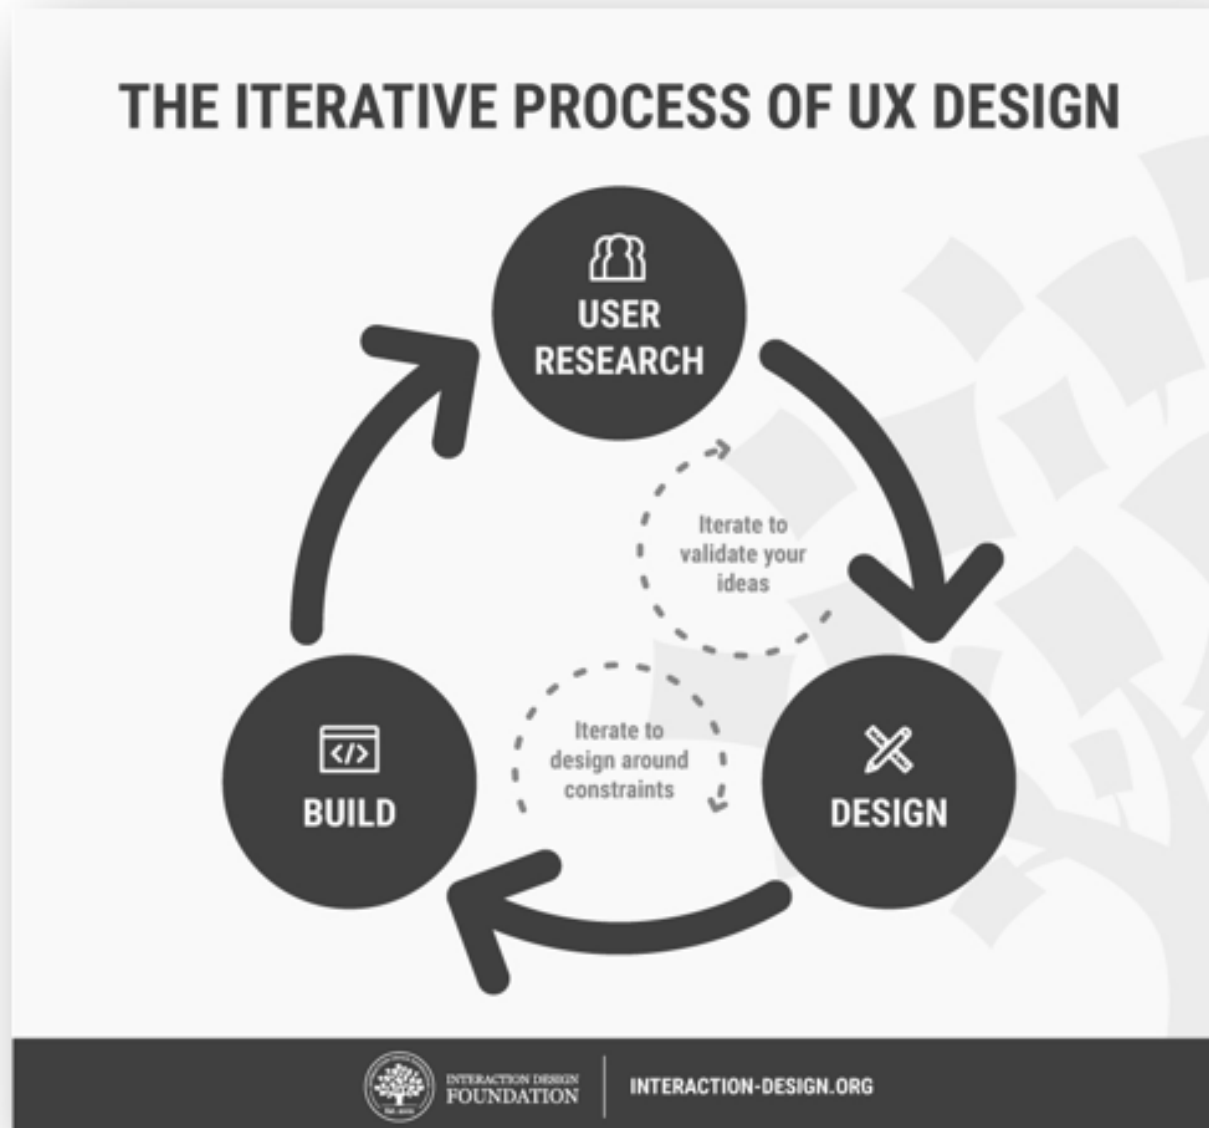 THE ITERATIVE PROCESS OF UX DESIGN
USER
RESEARCH
Iterate to
validate your
ideas
Iterate to
design around
constraints
</>
BUILD
DESIGN
INTERACTION DESIGN
FOUNDATION
INTERACTION-DESIGN.ORG